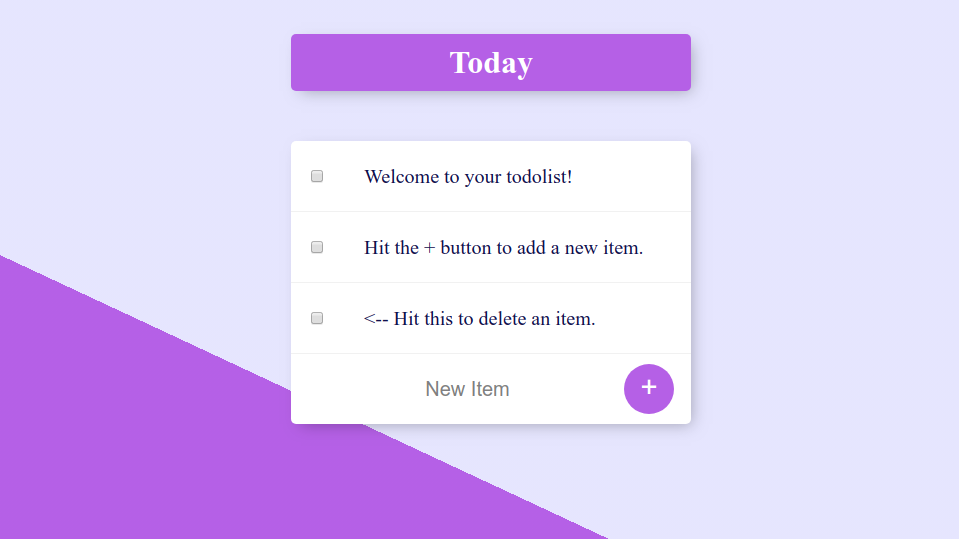 Today
Welcome to your todolist!
Hit the + button to add a new item.
<-- Hit this to delete an item.
New Item
+